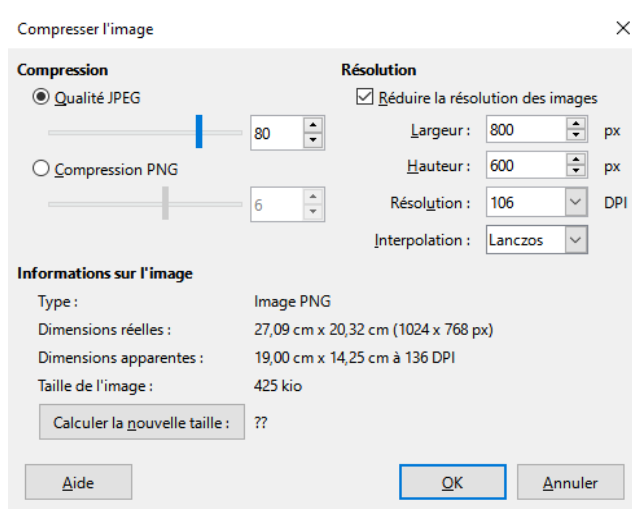 Compresser l'image
Compression
Qualité JPEG
80
Compression PNG
6
Résolution
Réduire la résolution des images
Largeur : 800 px
Hauteur : 600 px
Résolution : 106 DPI
Interpolation : Lanczos
Informations sur l'image
Type : Image PNG
Dimensions réelles : 27,09 cm x 20,32 cm (1024 x 768 px)
Dimensions apparentes : 19,00 cm x 14,25 cm à 136 DPI
Taille de l'image : 425 kio
Calculer la nouvelle taille : ??
Aide OK Annuler